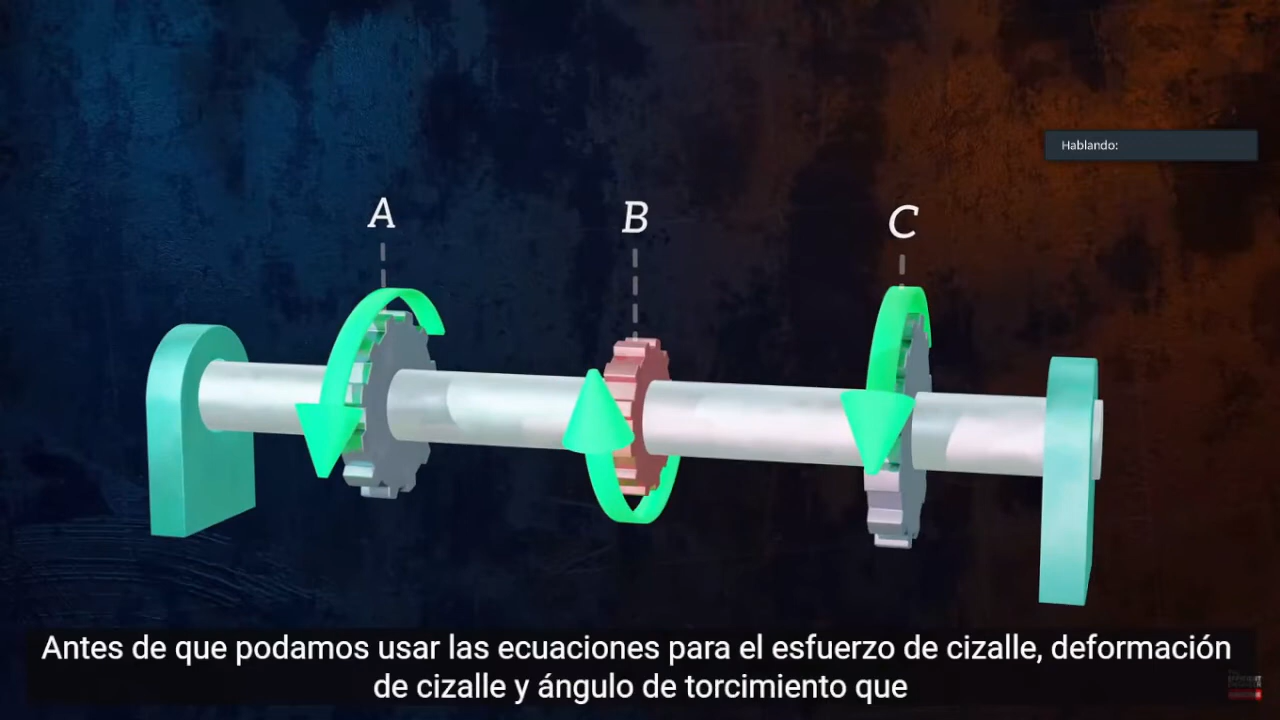 Hablando:
A
B
C
Antes de que podamos usar las ecuaciones para el esfuerzo de cizalle, deformación
de cizalle y ángulo de torcimiento que